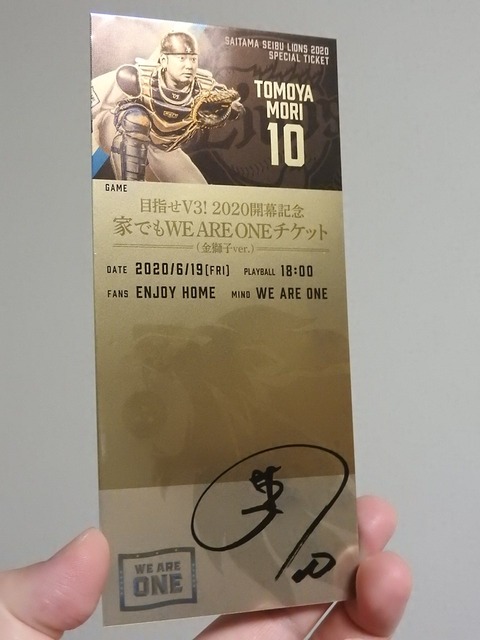 SAITAMA SEIBU LIONS 2020
SPECIAL TICKET
TOMOYA
MORI
10
GAME
目指せV3! 2020開幕記念
家でもWE ARE ONEチケット
(金獅子ver.)
DATE 2020/6/19(FRI) PLAYBALL 18:00
FANS ENJOY HOME MIND WE ARE ONE
WE ARE
ONE